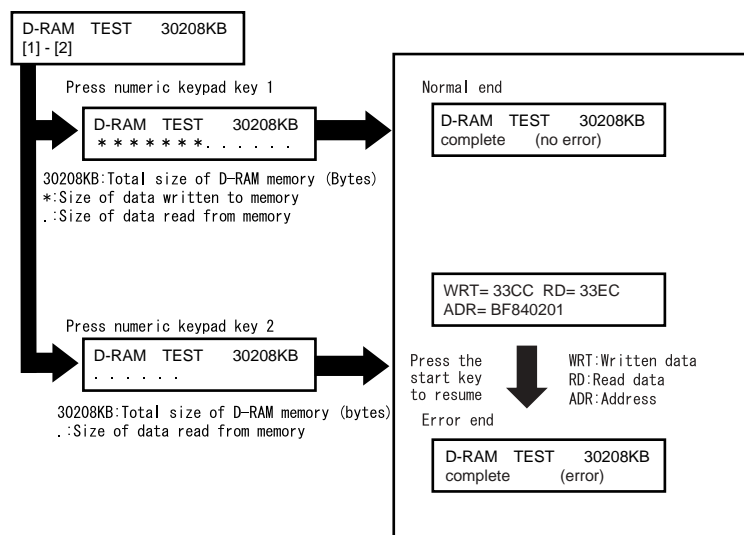 D-RAM TEST 30208KB
[1] - [2]
Press numeric keypad key 1
D-RAM TEST 30208KB
*******. . . . . .
30208KB:Total size of D-RAM memory (Bytes)
*:Size of data written to memory
.:Size of data read from memory
Press numeric keypad key 2
D-RAM TEST 30208KB
. . . . . .
30208KB:Total size of D-RAM memory (bytes)
.:Size of data read from memory
Normal end
D-RAM TEST 30208KB
complete (no error)
WRT= 33CC RD= 33EC
ADR= BF840201
Press the
start key
to resume
WRT:Written data
RD:Read data
ADR:Address
Error end
D-RAM TEST 30208KB
complete (error)